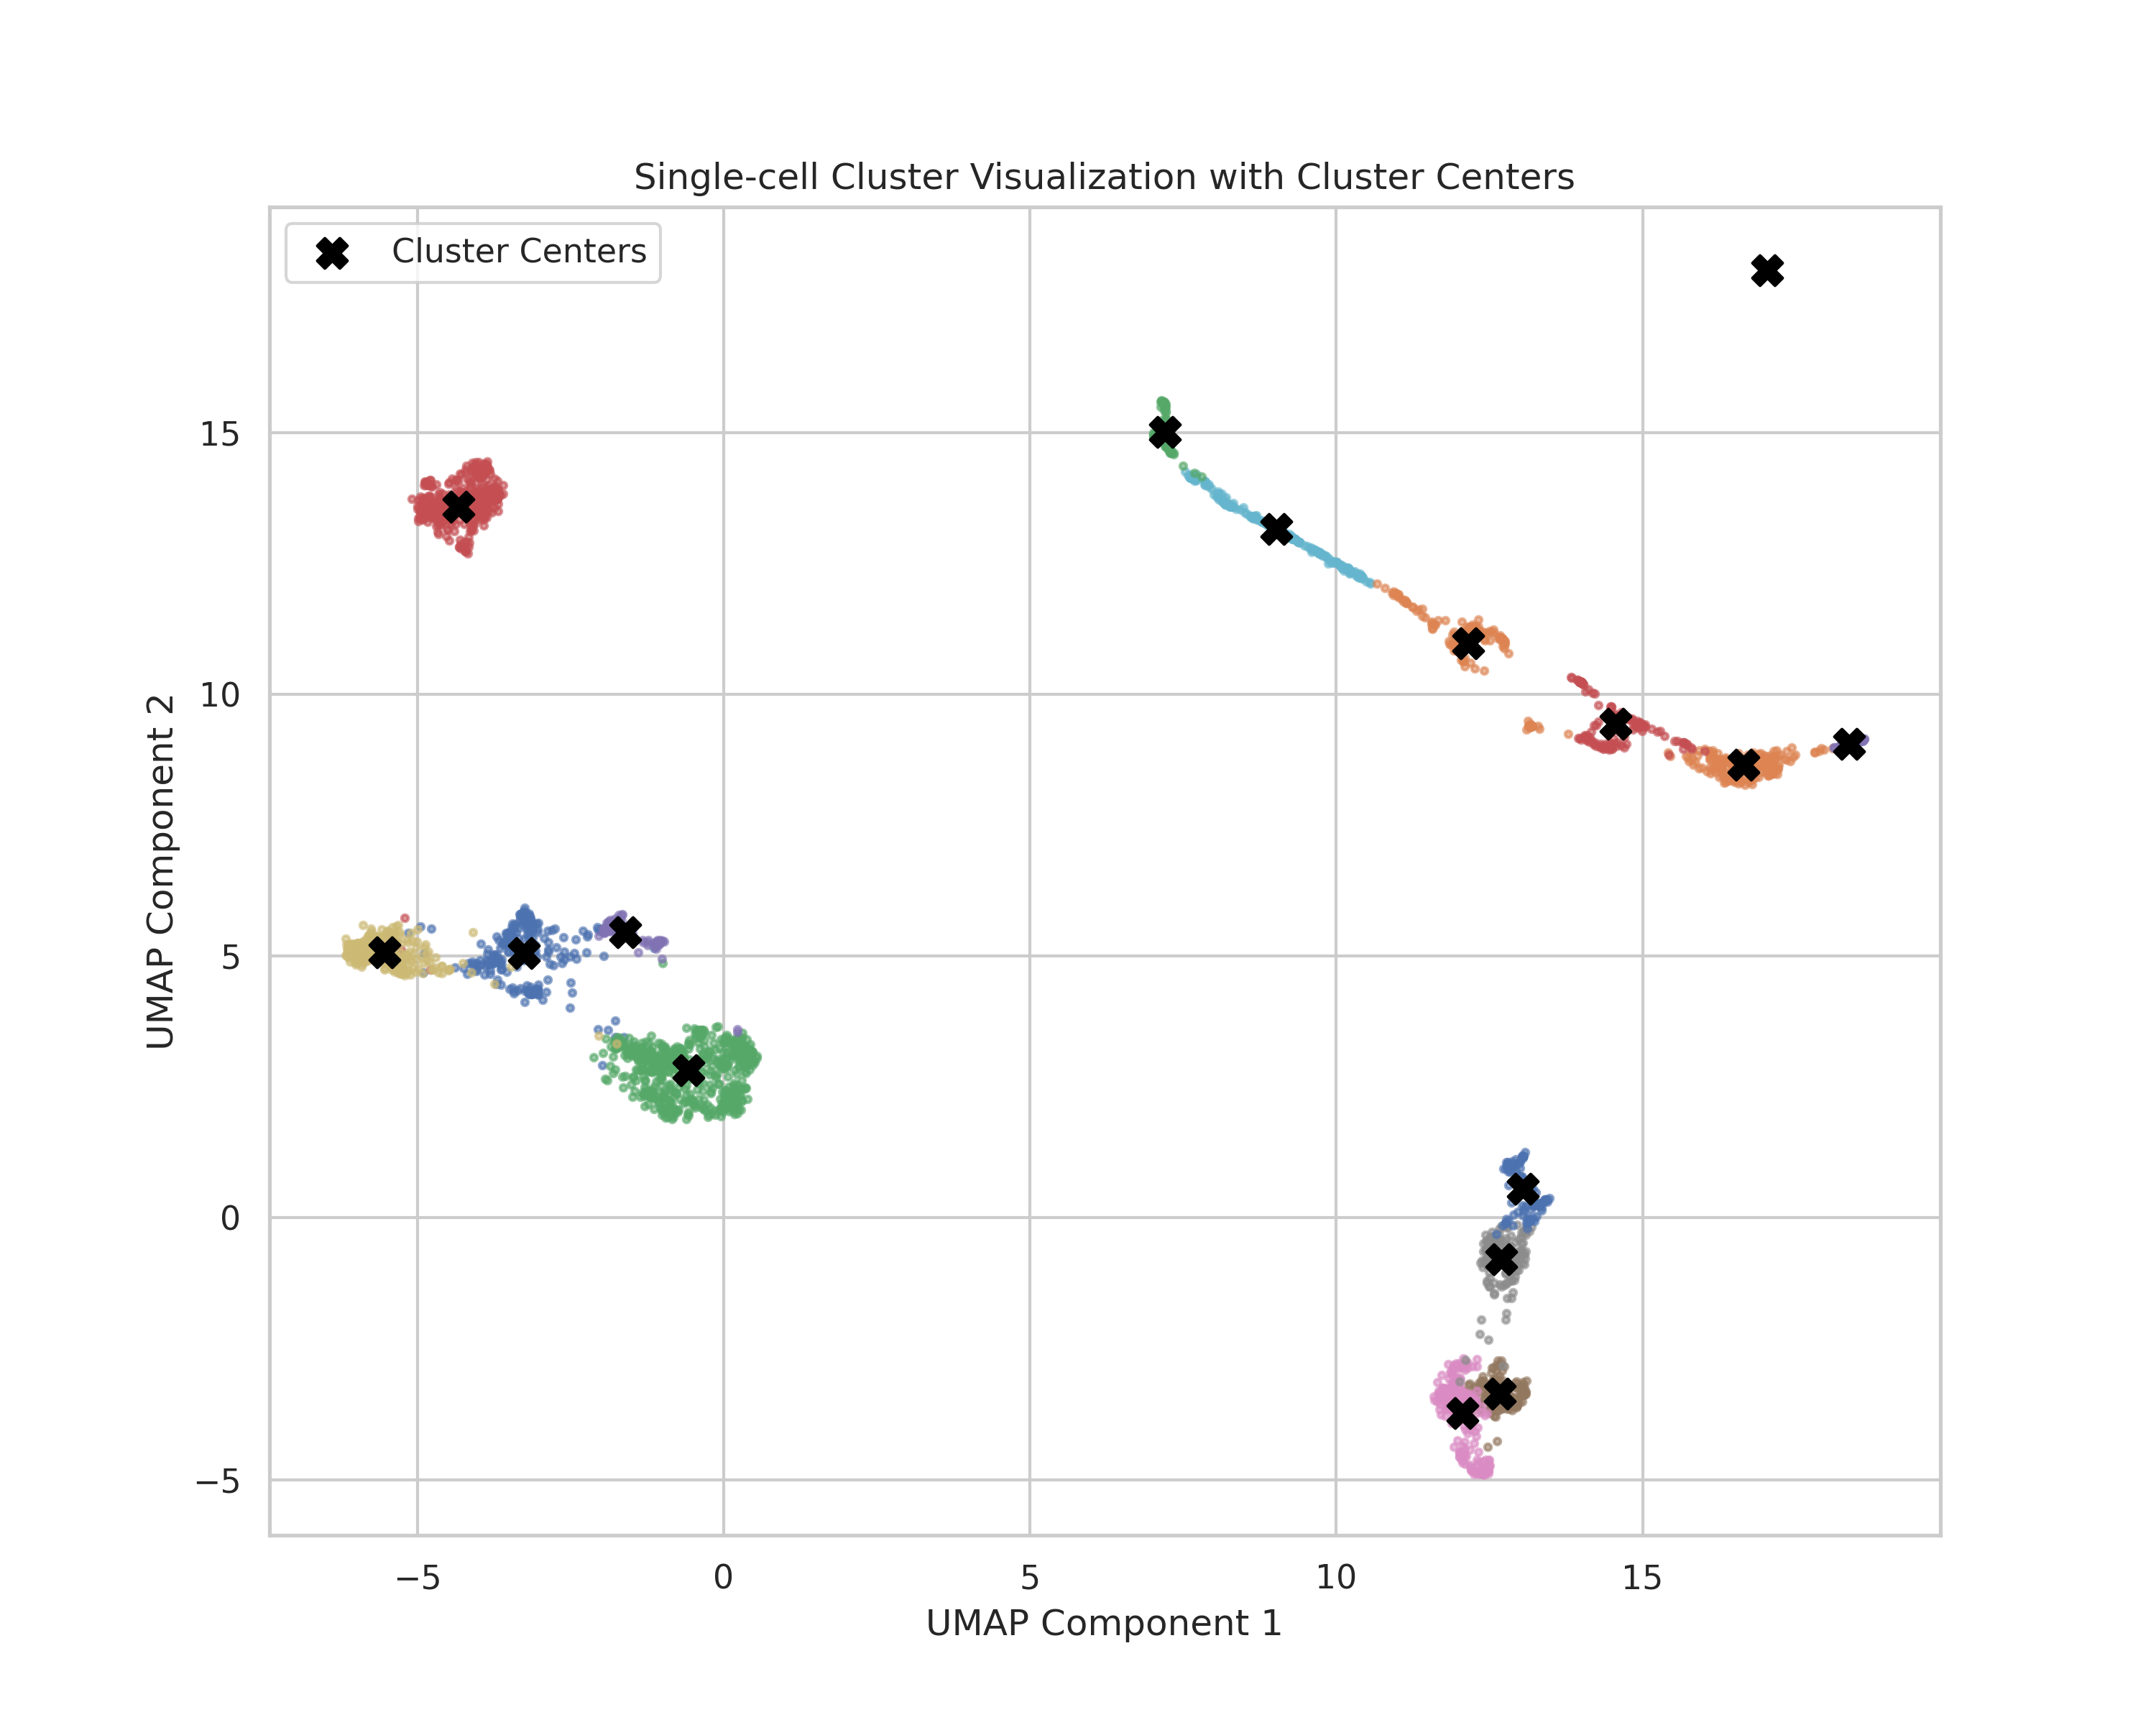 Single-cell Cluster Visualization with Cluster Centers
Cluster Centers
UMAP Component 2
15
10
5
0
−5
−5 0 5 10 15
UMAP Component 1